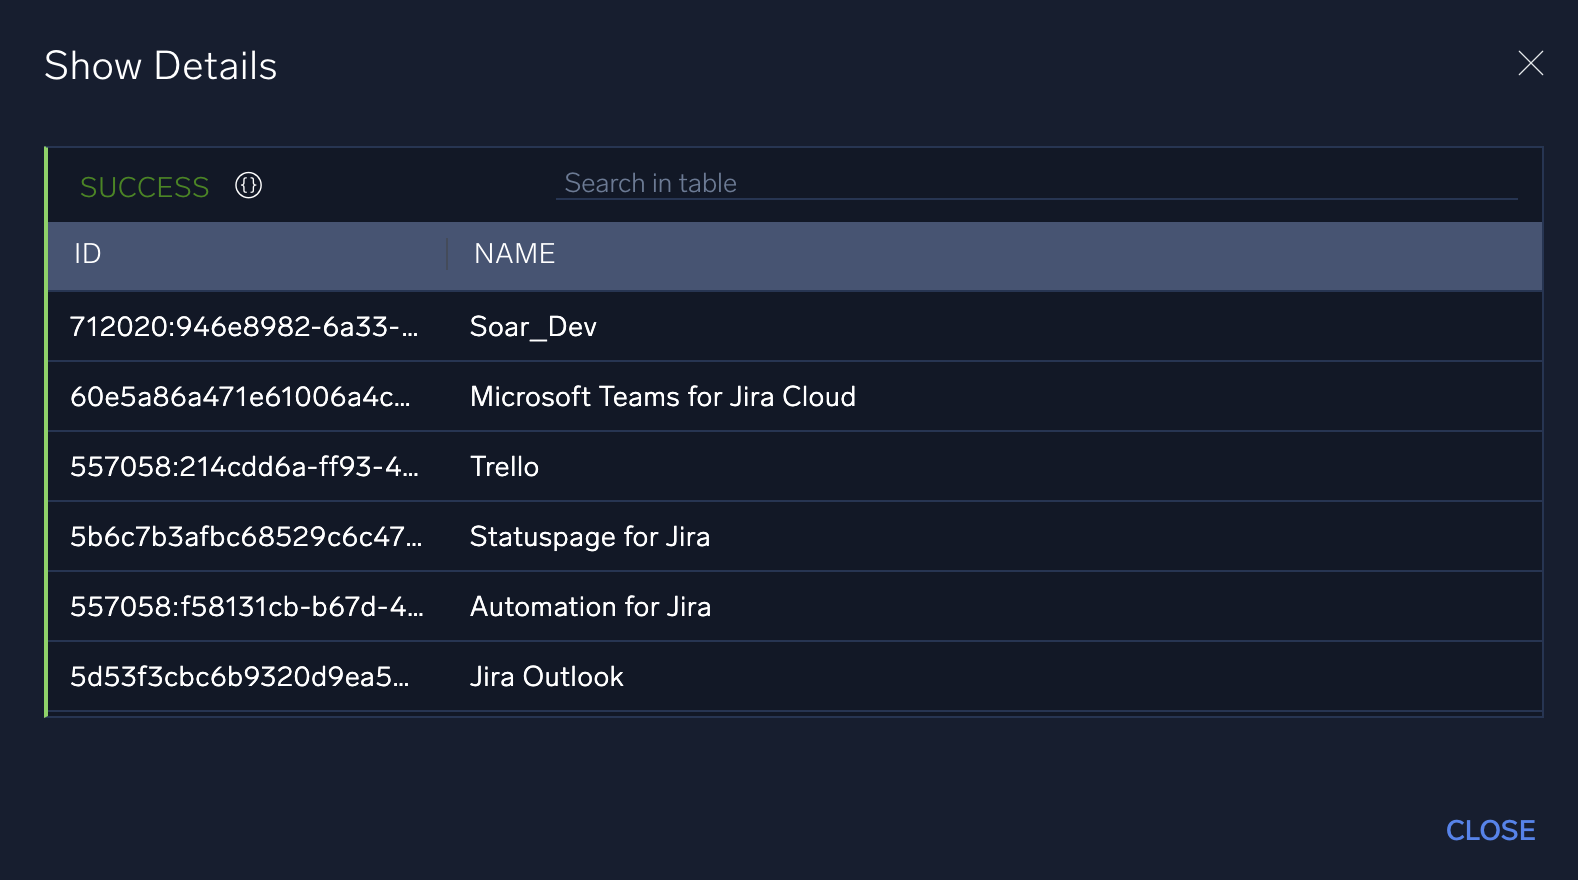 Show Details
SUCCESS {} Search in table
ID NAME
712020:946e8982-6a33-... Soar_Dev
60e5a86a471e61006a4c... Microsoft Teams for Jira Cloud
557058:214cdd6a-ff93-4... Trello
5b6c7b3afbc68529c6c47... Statuspage for Jira
557058:f58131cb-b67d-4... Automation for Jira
5d53f3cbc6b9320d9ea5... Jira Outlook
CLOSE